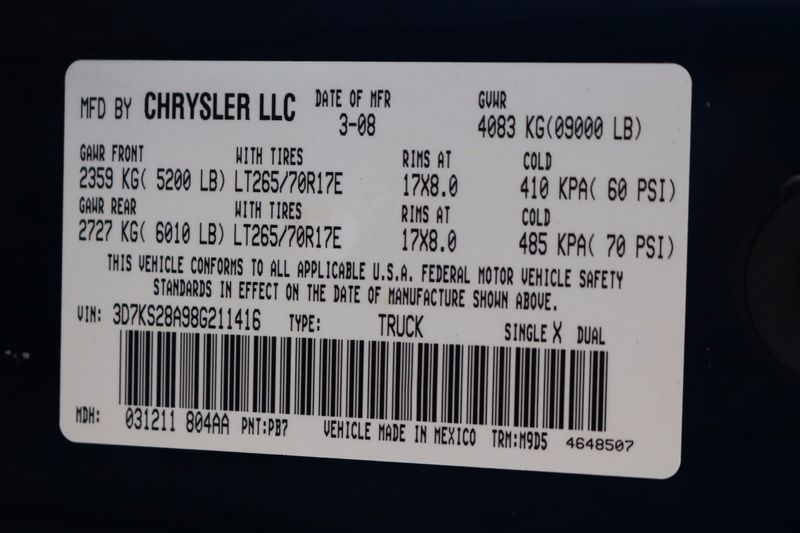 MFD BY CHRYSLER LLC DATE OF MFR GVWR
3-08 4083 KG(09000 LB)
GAWR FRONT WITH TIRES RIMS AT COLD
2359 KG( 5200 LB) LT265/70R17E 17X8.0 410 KPA( 60 PSI)
GAWR REAR WITH TIRES RIMS AT COLD
2727 KG( 6010 LB) LT265/70R17E 17X8.0 485 KPA( 70 PSI)
THIS VEHICLE CONFORMS TO ALL APPLICABLE U.S.A. FEDERAL MOTOR VEHICLE SAFETY
STANDARDS IN EFFECT ON THE DATE OF MANUFACTURE SHOWN ABOVE.
VIN: 3D7KS28A98G211416 TYPE: TRUCK SINGLE X DUAL
MDH: 031211 804AA PNT:PB7 VEHICLE MADE IN MEXICO TRM:M9D5 4648507